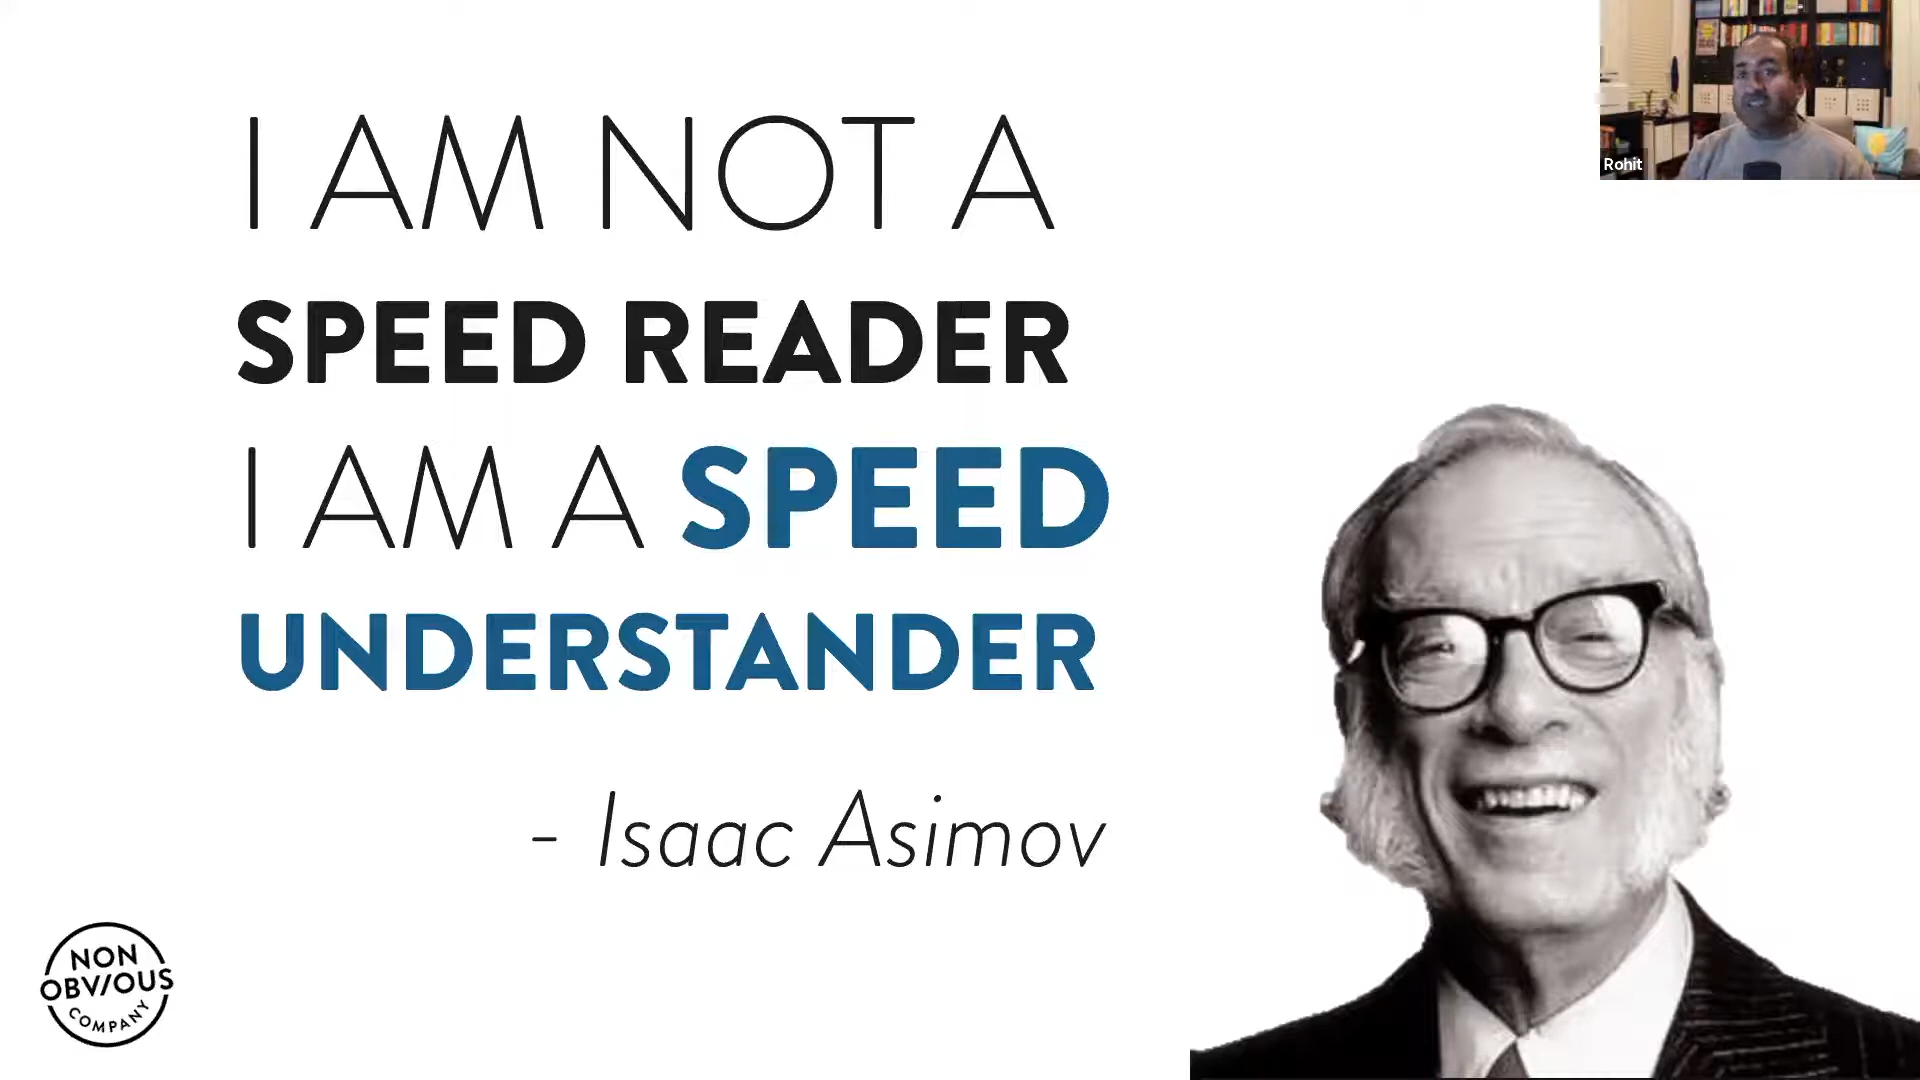 I AM NOT A
SPEED READER
I AM A SPEED
UNDERSTANDER
- Isaac Asimov
NON
OBV/OUS
COMPANY
Rohit